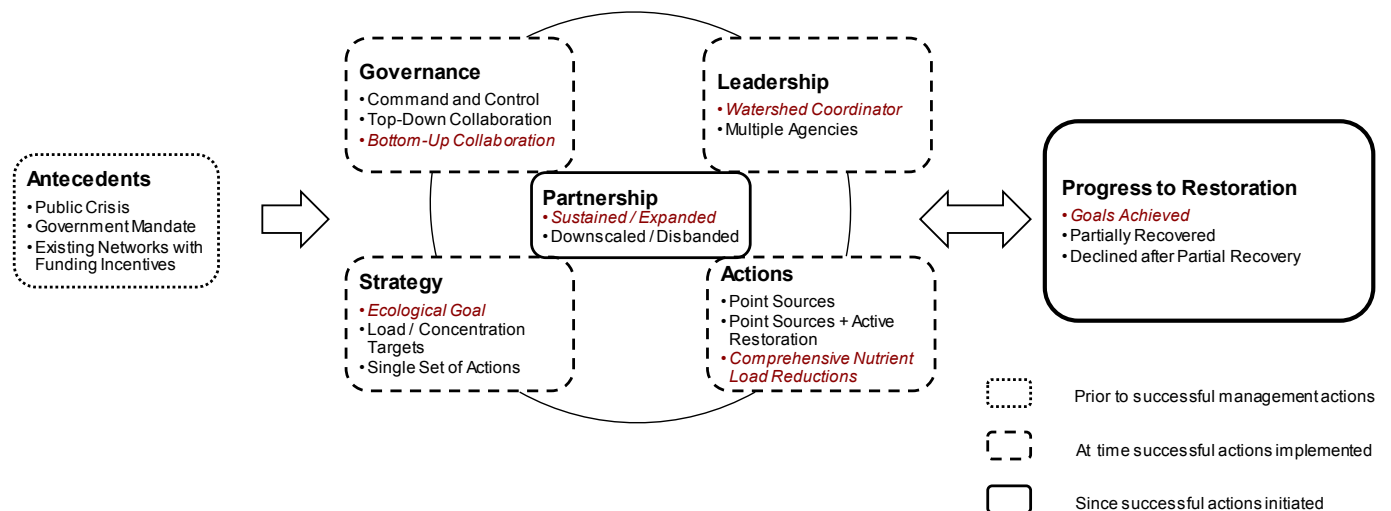 Antecedents
• Public Crisis
• Government Mandate
• Existing Networks with
Funding Incentives
Governance
• Command and Control
• Top-Down Collaboration
• Bottom-Up Collaboration
Leadership
• Watershed Coordinator
• Multiple Agencies
Partnership
• Sustained / Expanded
• Downscaled / Disbanded
Strategy
• Ecological Goal
• Load / Concentration
Targets
• Single Set of Actions
Actions
• Point Sources
• Point Sources + Active
Restoration
• Comprehensive Nutrient
Load Reductions
Progress to Restoration
• Goals Achieved
• Partially Recovered
• Declined after Partial Recovery
Prior to successful management actions
At time successful actions implemented
Since successful actions initiated